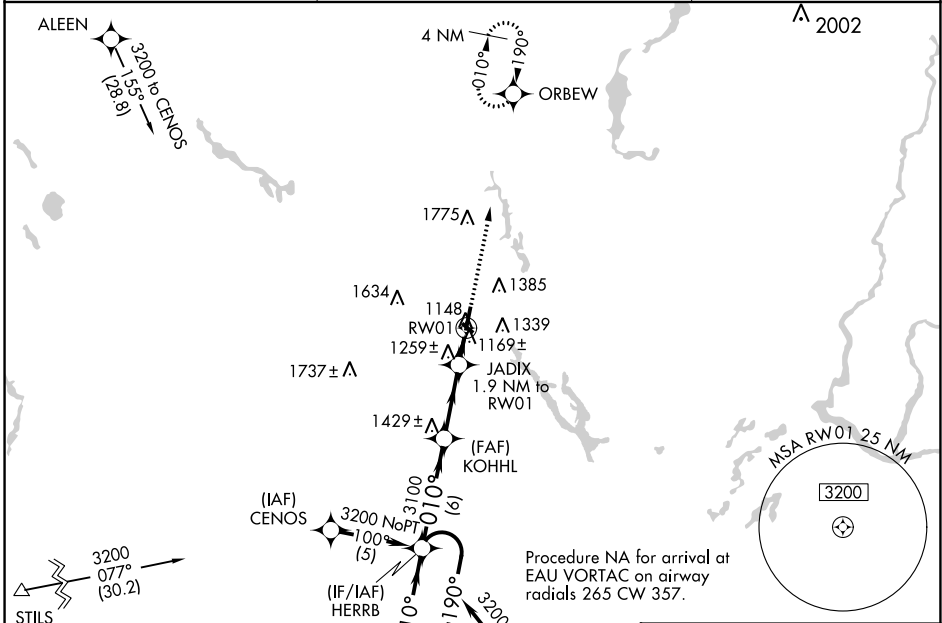 ALEEN
3200 to CENOS
155°
(28.8)
4 NM
010°
190°
ORBEW
2002
1775
1634
1385
1148
RW01
1339
1259±
1169±
1737±
JADIX
1.9 NM to
RW01
1429±
(FAF)
KOHHL
MSA RW01 25 NM
3200
3100
010°
(6)
(IAF)
CENOS
3200 NoPT
100°
(5)
3200
077°
(30.2)
STILS
(IF/IAF)
HERRB
10°
190°
3200
Procedure NA for arrival at
EAU VORTAC on airway
radials 265 CW 357.